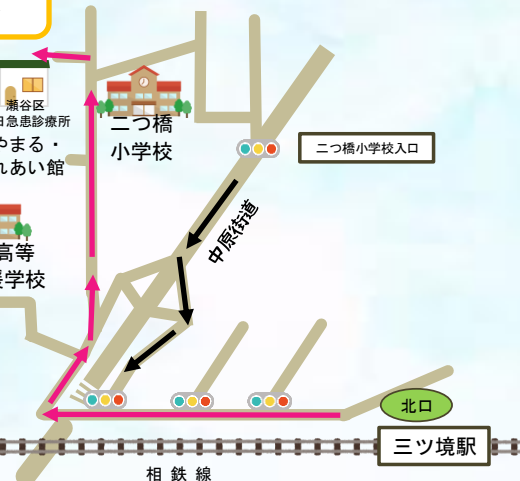 瀬谷区
日急患診療所
やまる・
れあい館
二つ橋
小学校
二つ橋小学校入口
中原街道
高等
援学校
北口
三ツ境駅
相鉄線